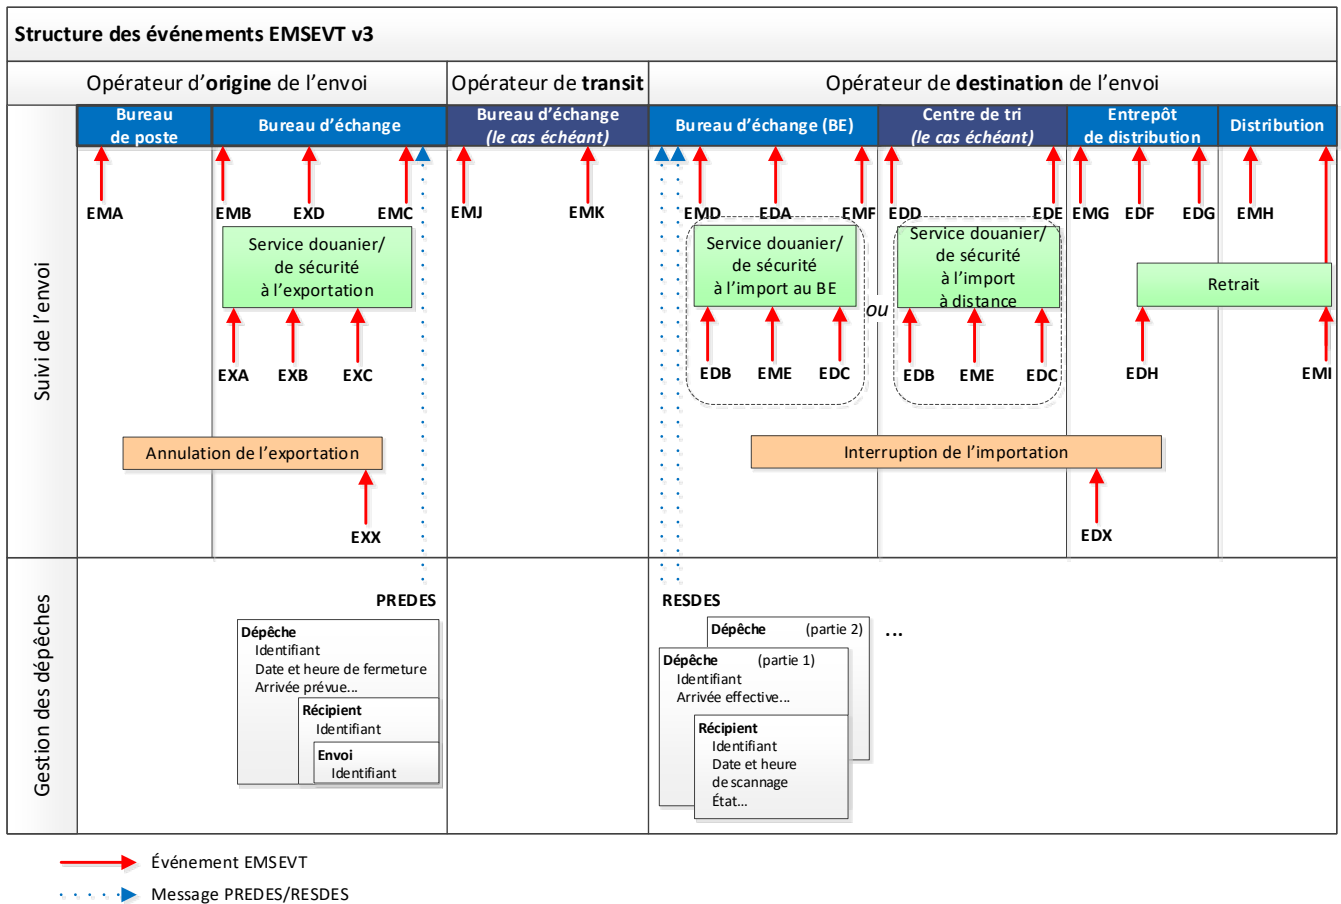 Structure des événements EMSEVT v3
Opérateur d’origine de l’envoi
Opérateur de transit
Opérateur de destination de l’envoi
Bureau
de poste
Bureau d’échange
Bureau d’échange
(le cas échéant)
Bureau d’échange (BE)
Centre de tri
(le cas échéant)
Entrepôt
de distribution
Distribution
Suivi de l’envoi
EMA
EMB
EXD
EMC
EMJ
EMK
EMD
EDA
EMF
EDD
EDE
EMG
EDF
EDG
EMH
Service douanier/
de sécurité
à l’exportation
Service douanier/
de sécurité
à l’import au BE
ou
Service douanier/
de sécurité
à l’import
à distance
Retrait
EXA
EXB
EXC
EDB
EME
EDC
EDB
EME
EDC
EDH
EMI
Annulation de l’exportation
Interruption de l’importation
EXX
EDX
Gestion des dépêches
PREDES
Dépêche
Identifiant
Date et heure de fermeture
Arrivée prévue...
Récipient
Identifiant
Envoi
Identifiant
RESDES
Dépêche (partie 2)
...
Dépêche (partie 1)
Identifiant
Arrivée effective...
Récipient
Identifiant
Date et heure
de scannage
État...
Événement EMSEVT
Message PREDES/RESDES